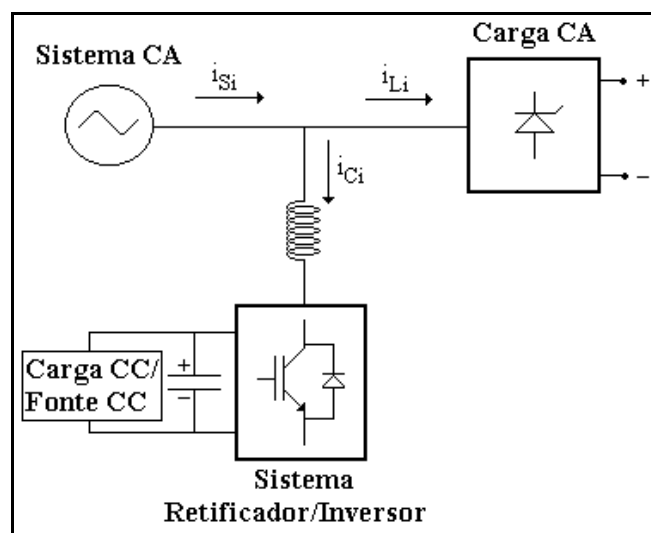 Carga CA
Sistema CA
iSi
iLi
+
−
iCi
Carga CC/
Fonte CC
+
−
Sistema
Retificador/Inversor